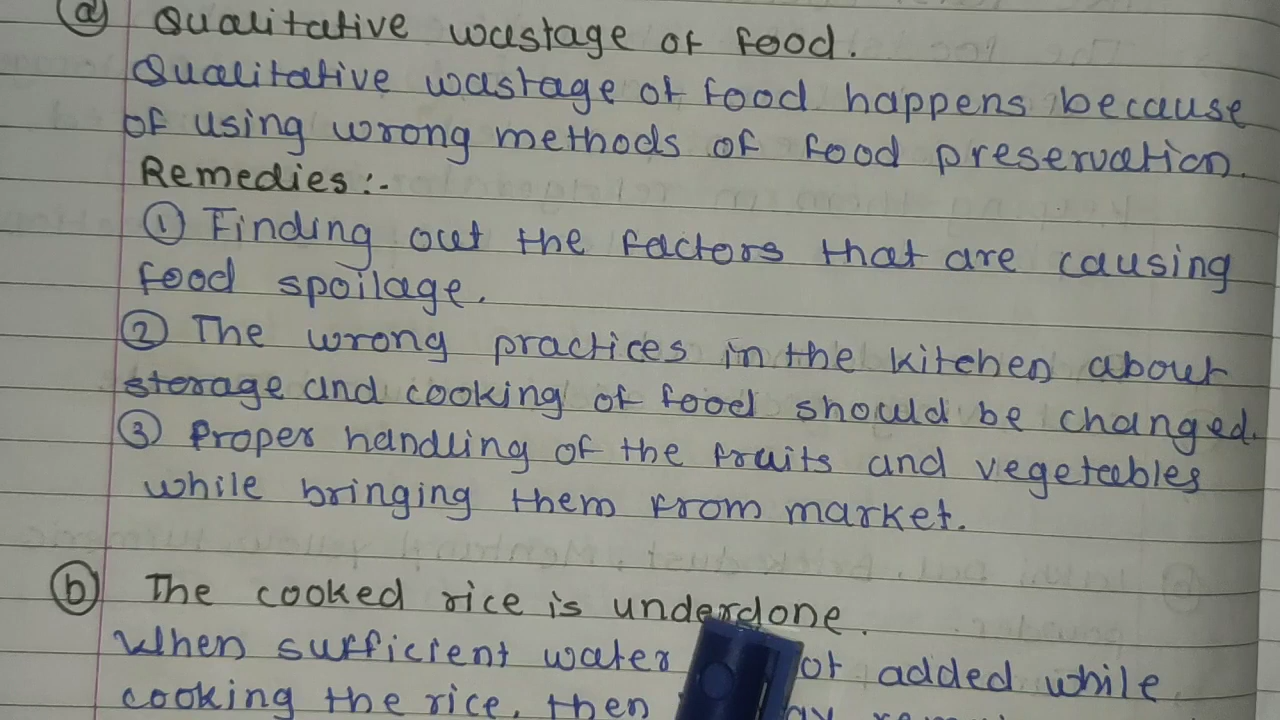 (a) Qualitative wastage of food.
Qualitative wastage of food happens because
of using wrong methods of food preservation.
Remedies :-
① Finding out the factors that are causing
food spoilage.
② The wrong practices in the kitchen about
storage and cooking of food should be changed.
③ Proper handling of the fruits and vegetables
while bringing them from market.
(b) The cooked rice is underdone.
When sufficient water added while
cooking the rice, then